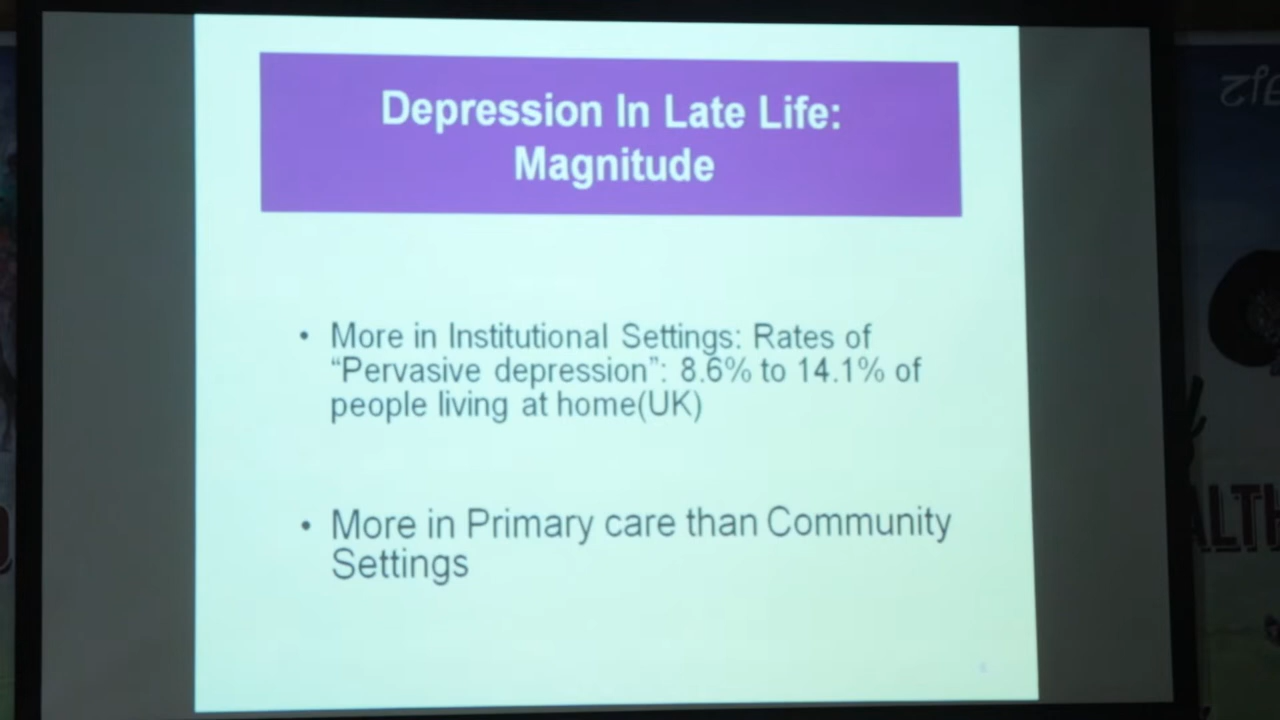 Depression In Late Life:
Magnitude
• More in Institutional Settings: Rates of
“Pervasive depression”: 8.6% to 14.1% of
people living at home(UK)
• More in Primary care than Community
Settings